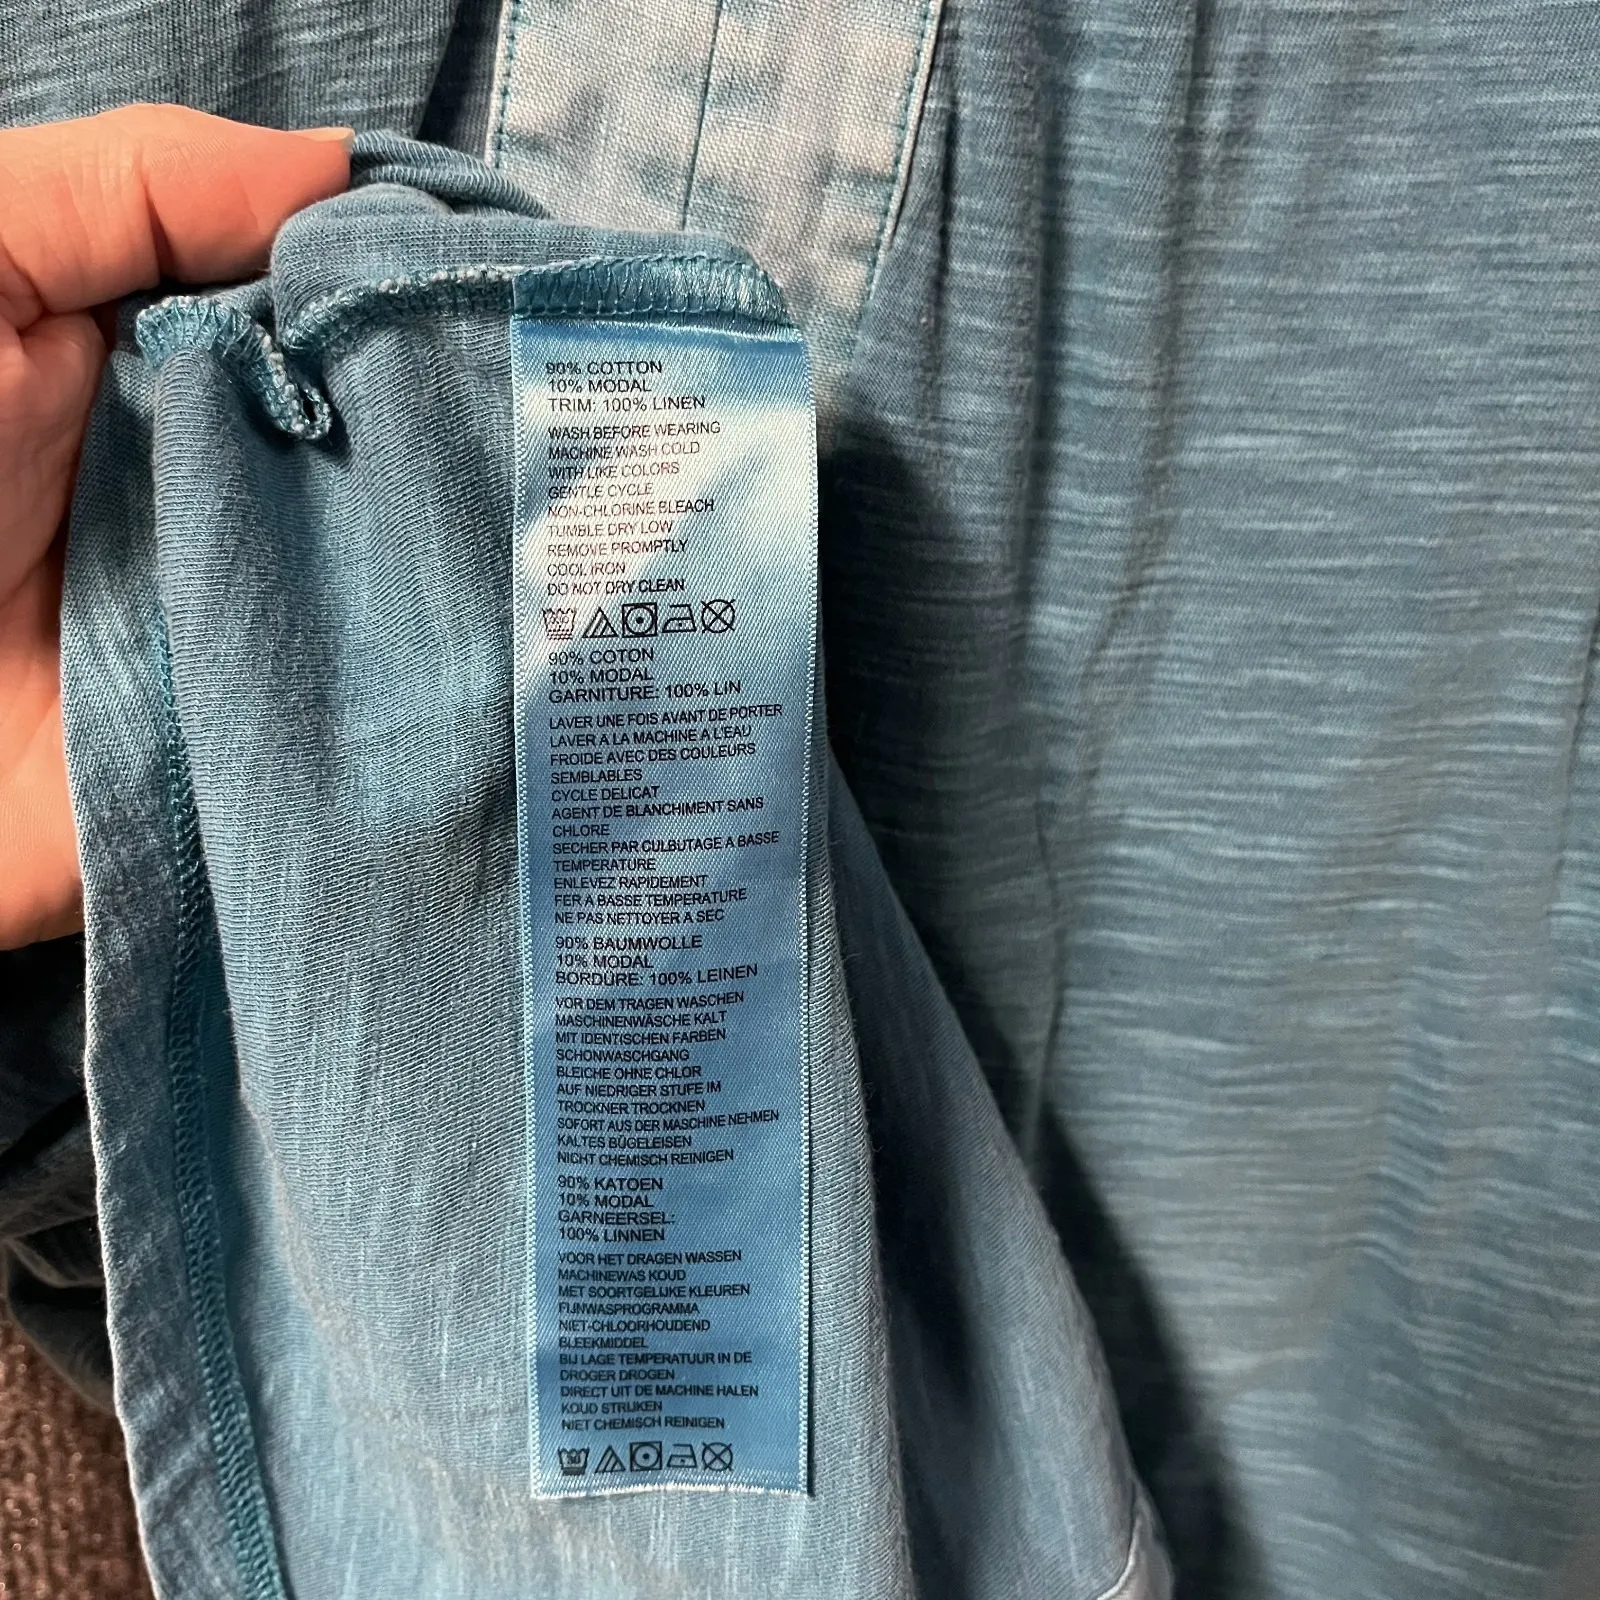 90% COTTON
10% MODAL
TRIM: 100% LINEN
WASH BEFORE WEARING
MACHINE WASH COLD
WITH LIKE COLORS
GENTLE CYCLE
NON-CHLORINE BLEACH
TUMBLE DRY LOW
REMOVE PROMPTLY
COOL IRON
DO NOT DRY CLEAN
90% COTON
10% MODAL
GARNITURE: 100% LIN
LAVER UNE FOIS AVANT DE PORTER
LAVER A LA MACHINE A L'EAU
FROIDE AVEC DES COULEURS
SEMBLABLES
CYCLE DELICAT
AGENT DE BLANCHIMENT SANS
CHLORE
SECHER PAR CULBUTAGE A BASSE
TEMPERATURE
ENLEVEZ RAPIDEMENT
FER A BASSE TEMPERATURE
NE PAS NETTOYER A SEC
90% BAUMWOLLE
10% MODAL
BORDÜRE: 100% LEINEN
VOR DEM TRAGEN WASCHEN
MASCHINENWÄSCHE KALT
MIT IDENTISCHEN FARBEN
SCHONWASCHGANG
BLEICHE OHNE CHLOR
AUF NIEDRIGER STUFE IM
TROCKNER TROCKNEN
SOFORT AUS DER MASCHINE NEHMEN
KALTES BÜGELEISEN
NICHT CHEMISCH REINIGEN
90% KATOEN
10% MODAL
GARNEERSEL:
100% LINNEN
VOOR HET DRAGEN WASSEN
MACHINEWAS KOUD
MET SOORTGELIJKE KLEUREN
FIJNWASPROGRAMMA
NIET-CHLOORHOUDEND
BLEEKMIDDEL
BIJ LAGE TEMPERATUUR IN DE
DROGER DROGEN
DIRECT UIT DE MACHINE HALEN
KOUD STRIJKEN
NIET CHEMISCH REINIGEN
30